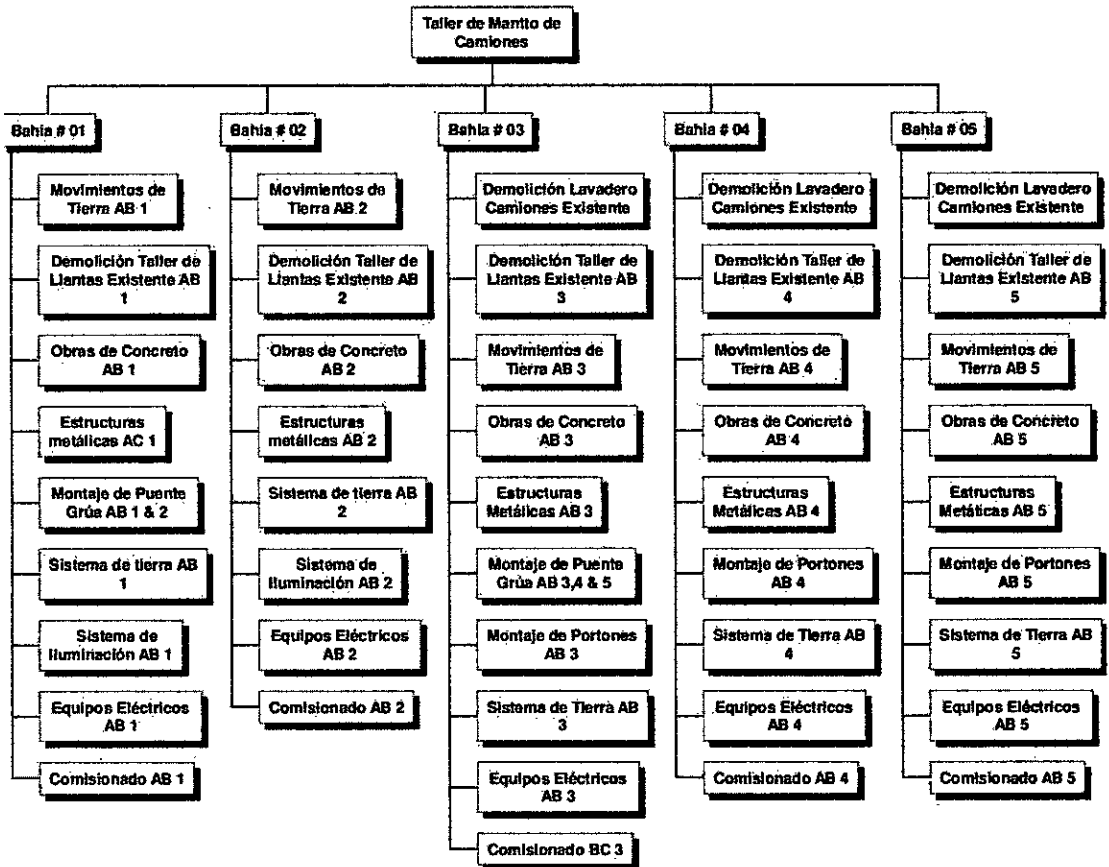 Taller de Mantto de
Camiones
Bahia # 01
Movimientos de
Tierra AB 1
Demolición Taller de
Llantas Existente AB
1
Obras de Concreto
AB 1
Estructuras
metálicas AC 1
Montaje de Puente
Grúa AB 1 & 2
Sistema de tierra AB
1
Sistema de
Iluminación AB 1
Equipos Eléctricos
AB 1
Comisionado AB 1
Bahia # 02
Movimientos de
Tierra AB 2
Demolición Taller de
Llantas Existente AB
2
Obras de Concreto
AB 2
Estructuras
metálicas AB 2
Sistema de tierra AB
2
Sistema de
Iluminación AB 2
Equipos Eléctricos
AB 2
Comisionado AB 2
Bahia # 03
Demolición Lavadero
Camiones Existente
Demolición Taller de
Llantas Existente AB
3
Movimientos de
Tierra AB 3
Obras de Concreto
AB 3
Estructuras
Metálicas AB 3
Montaje de Puente
Grúa AB 3,4 & 5
Montaje de Portones
AB 3
Sistema de Tierra AB
3
Equipos Eléctricos
AB 3
Comisionado BC 3
Bahia # 04
Demolición Lavadero
Camiones Existente
Demolición Taller de
Llantas Existente AB
4
Movimientos de
Tierra AB 4
Obras de Concreto
AB 4
Estructuras
Metálicas AB 4
Montaje de Portones
AB 4
Sistema de Tierra AB
4
Equipos Eléctricos
AB 4
Comisionado AB 4
Bahia # 05
Demolición Lavadero
Camiones Existente
Demolición Taller de
Llantas Existente AB
5
Movimientos de
Tierra AB 5
Obras de Concreto
AB 5
Estructuras
Metálicas AB 5
Montaje de Portones
AB 5
Sistema de Tierra AB
5
Equipos Eléctricos
AB 5
Comisionado AB 5